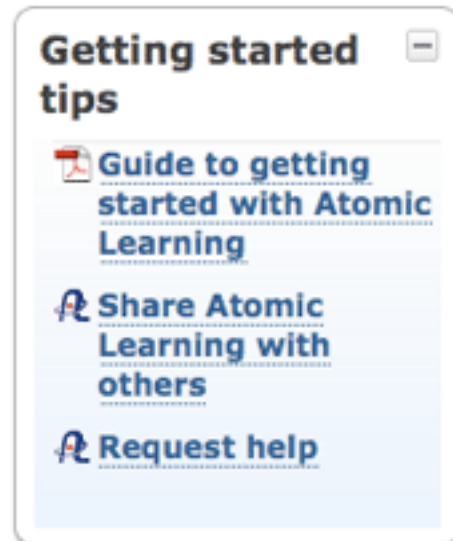 Getting started
tips
Guide to getting
started with Atomic
Learning
Share Atomic
Learning with
others
Request help